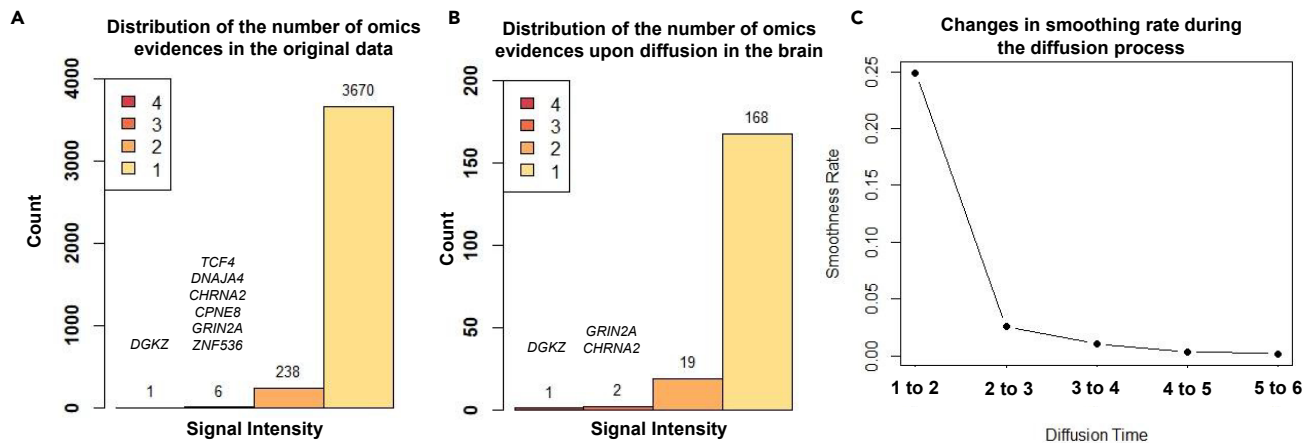 A
Distribution of the number of omics
evidences in the original data
4000
3000
2000
1000
0
Count
4
3
2
1
3670
TCF4
DNAJA4
CHRNA2
CPNE8
GRIN2A
ZNF536
DGKZ
1
6
238
Signal Intensity
B
Distribution of the number of omics
evidences upon diffusion in the brain
200
150
100
50
0
Count
4
3
2
1
168
GRIN2A
CHRNA2
DGKZ
1
2
19
Signal Intensity
C
Changes in smoothing rate during
the diffusion process
0.25
0.20
0.15
0.10
0.05
0.00
Smoothness Rate
1 to 2 2 to 3 3 to 4 4 to 5 5 to 6
Diffusion Time